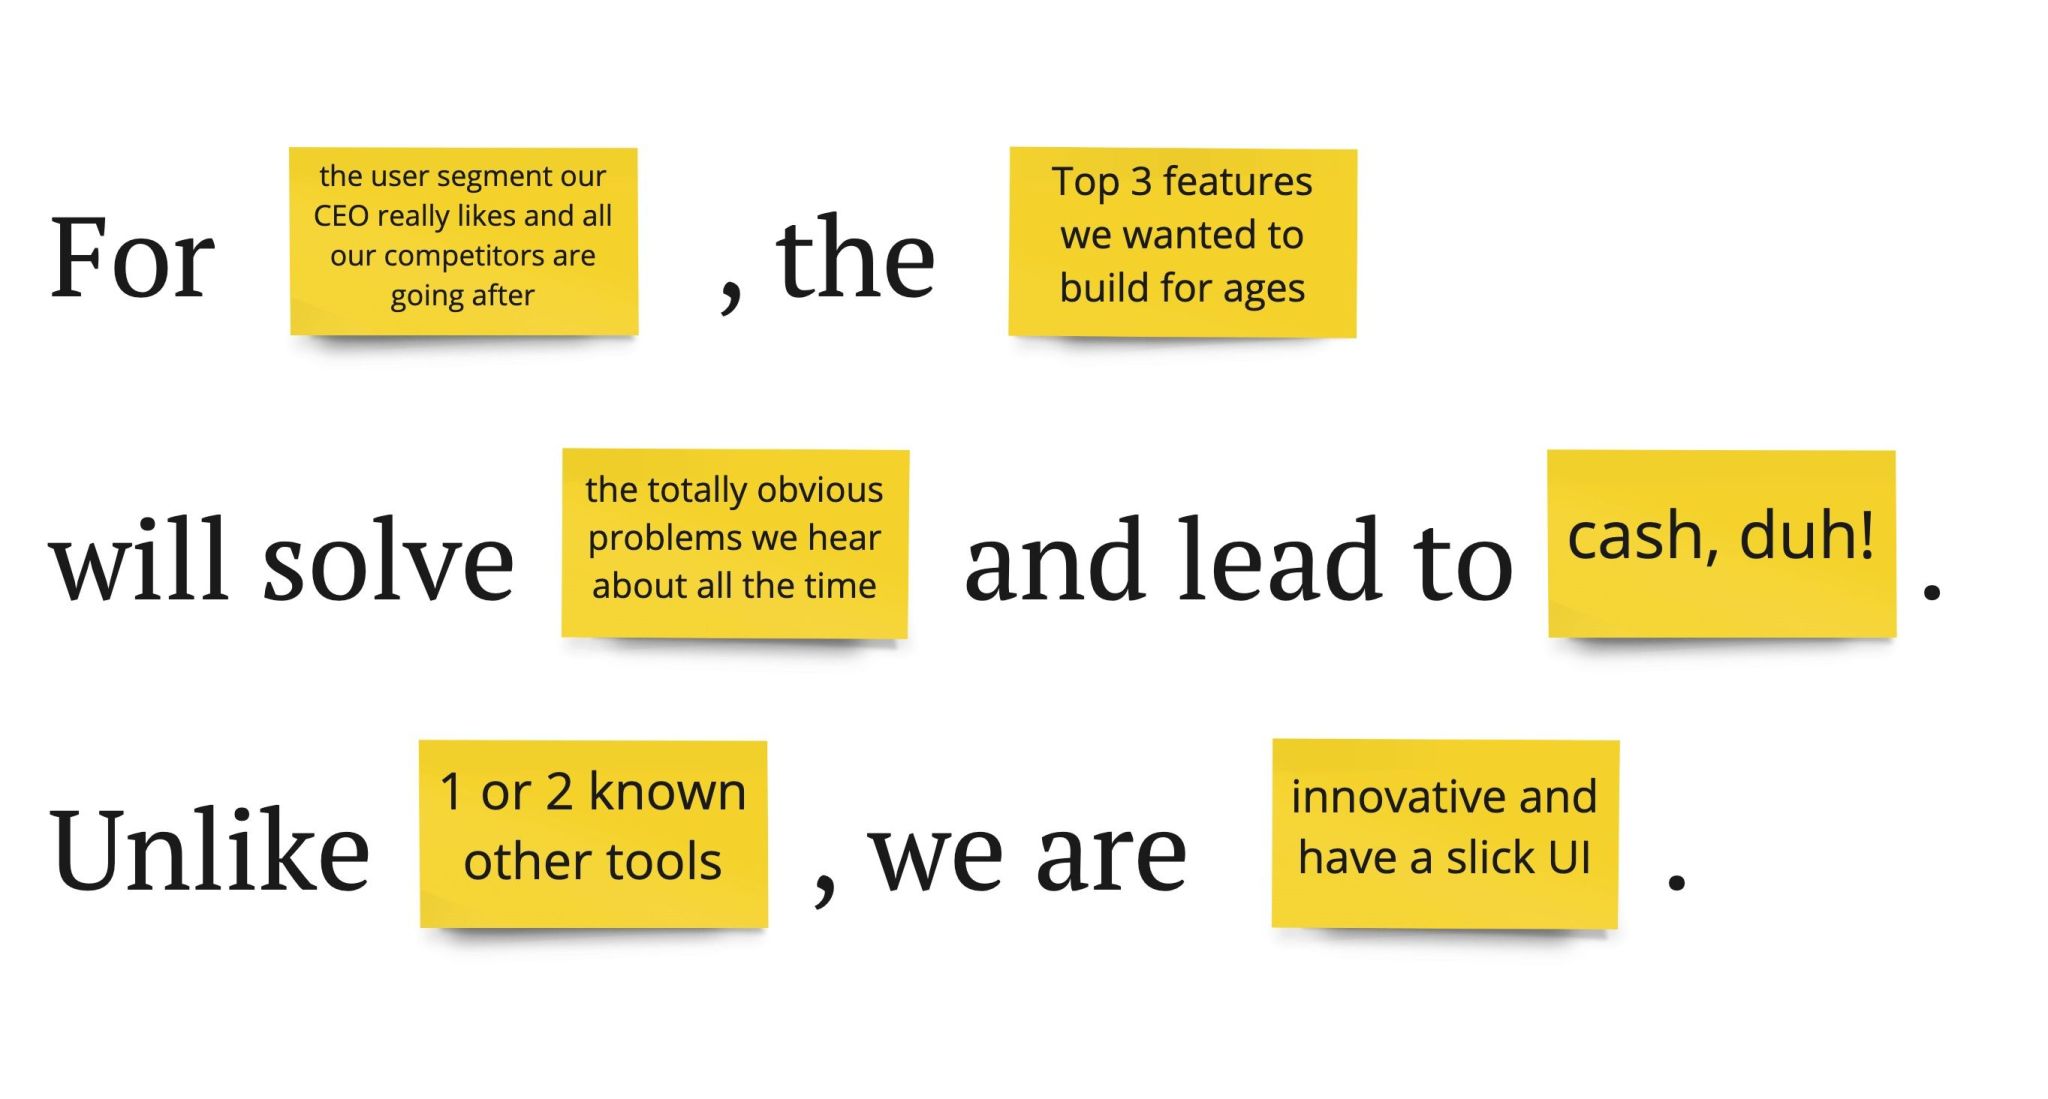 For the user segment our
CEO really likes and all
our competitors are
going after , the Top 3 features
we wanted to
build for ages
will solve the totally obvious
problems we hear
about all the time and lead to cash, duh! .
Unlike 1 or 2 known
other tools , we are innovative and
have a slick UI .